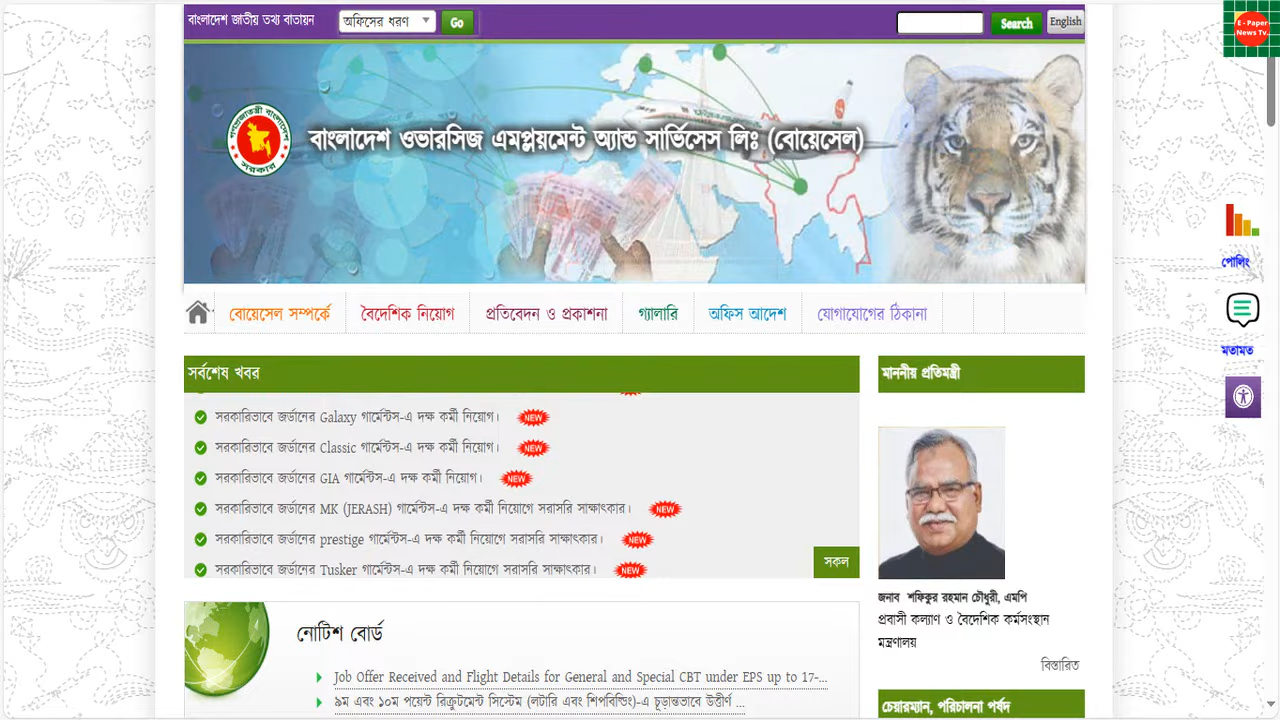 বাংলাদেশ জাতীয় তথ্য বাতায়ন
অফিসের ধরণ
Go
Search
English
E - Paper
News Tv
গণপ্রজাতন্ত্রী বাংলাদেশ
সরকার
বাংলাদেশ ওভারসিজ এমপ্লয়মেন্ট অ্যান্ড সার্ভিসেস লিঃ (বোয়েসেল)
বোয়েসেল সম্পর্কে
বৈদেশিক নিয়োগ
প্রতিবেদন ও প্রকাশনা
গ্যালারি
অফিস আদেশ
যোগাযোগের ঠিকানা
পোলিং
মতামত
সর্বশেষ খবর
সরকারিভাবে জর্ডানের Galaxy গার্মেন্টস-এ দক্ষ কর্মী নিয়োগ। NEW
সরকারিভাবে জর্ডানের Classic গার্মেন্টস-এ দক্ষ কর্মী নিয়োগ। NEW
সরকারিভাবে জর্ডানের GIA গার্মেন্টস-এ দক্ষ কর্মী নিয়োগ। NEW
সরকারিভাবে জর্ডানের MK (JERASH) গার্মেন্টস-এ দক্ষ কর্মী নিয়োগে সরাসরি সাক্ষাৎকার। NEW
সরকারিভাবে জর্ডানের prestige গার্মেন্টস-এ দক্ষ কর্মী নিয়োগে সরাসরি সাক্ষাৎকার। NEW
সরকারিভাবে জর্ডানের Tusker গার্মেন্টস-এ দক্ষ কর্মী নিয়োগে সরাসরি সাক্ষাৎকার। NEW
সকল
মাননীয় প্রতিমন্ত্রী
জনাব শফিকুর রহমান চৌধুরী, এমপি
প্রবাসী কল্যাণ ও বৈদেশিক কর্মসংস্থান
মন্ত্রণালয়
বিস্তারিত
নোটিশ বোর্ড
Job Offer Received and Flight Details for General and Special CBT under EPS up to 17-...
৯ম এবং ১০ম পয়েন্ট রিক্রুটমেন্ট সিস্টেম (লটারি এবং শিপবিল্ডিং)-এ চূড়ান্তভাবে উত্তীর্ণ ...
চেয়ারম্যান, পরিচালনা পর্ষদ